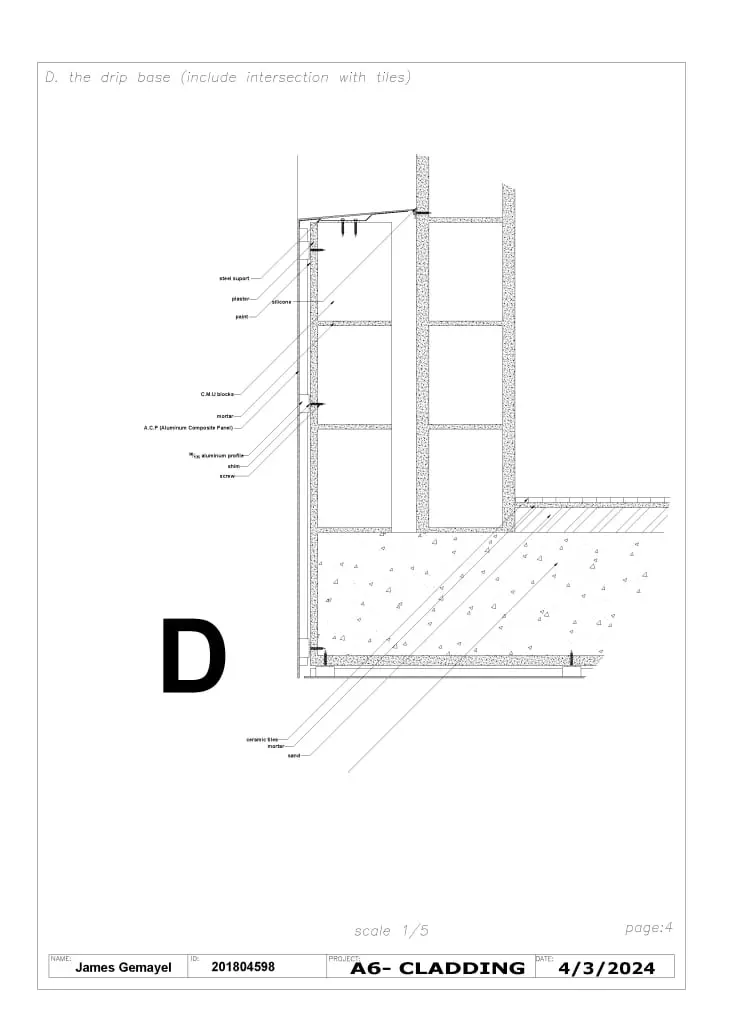 D. the drip base (include intersection with tiles)
steel suport
plaster
silicone
paint
C.M.U blocks
mortar
A.C.P (Aluminum Composite Panel)
aluminum profile
shim
screw
D
ceramic tiles
mortar
sand
scale 1/5
page:4
NAME: James Gemayel
ID: 201804598
PROJECT: A6- CLADDING
DATE: 4/3/2024